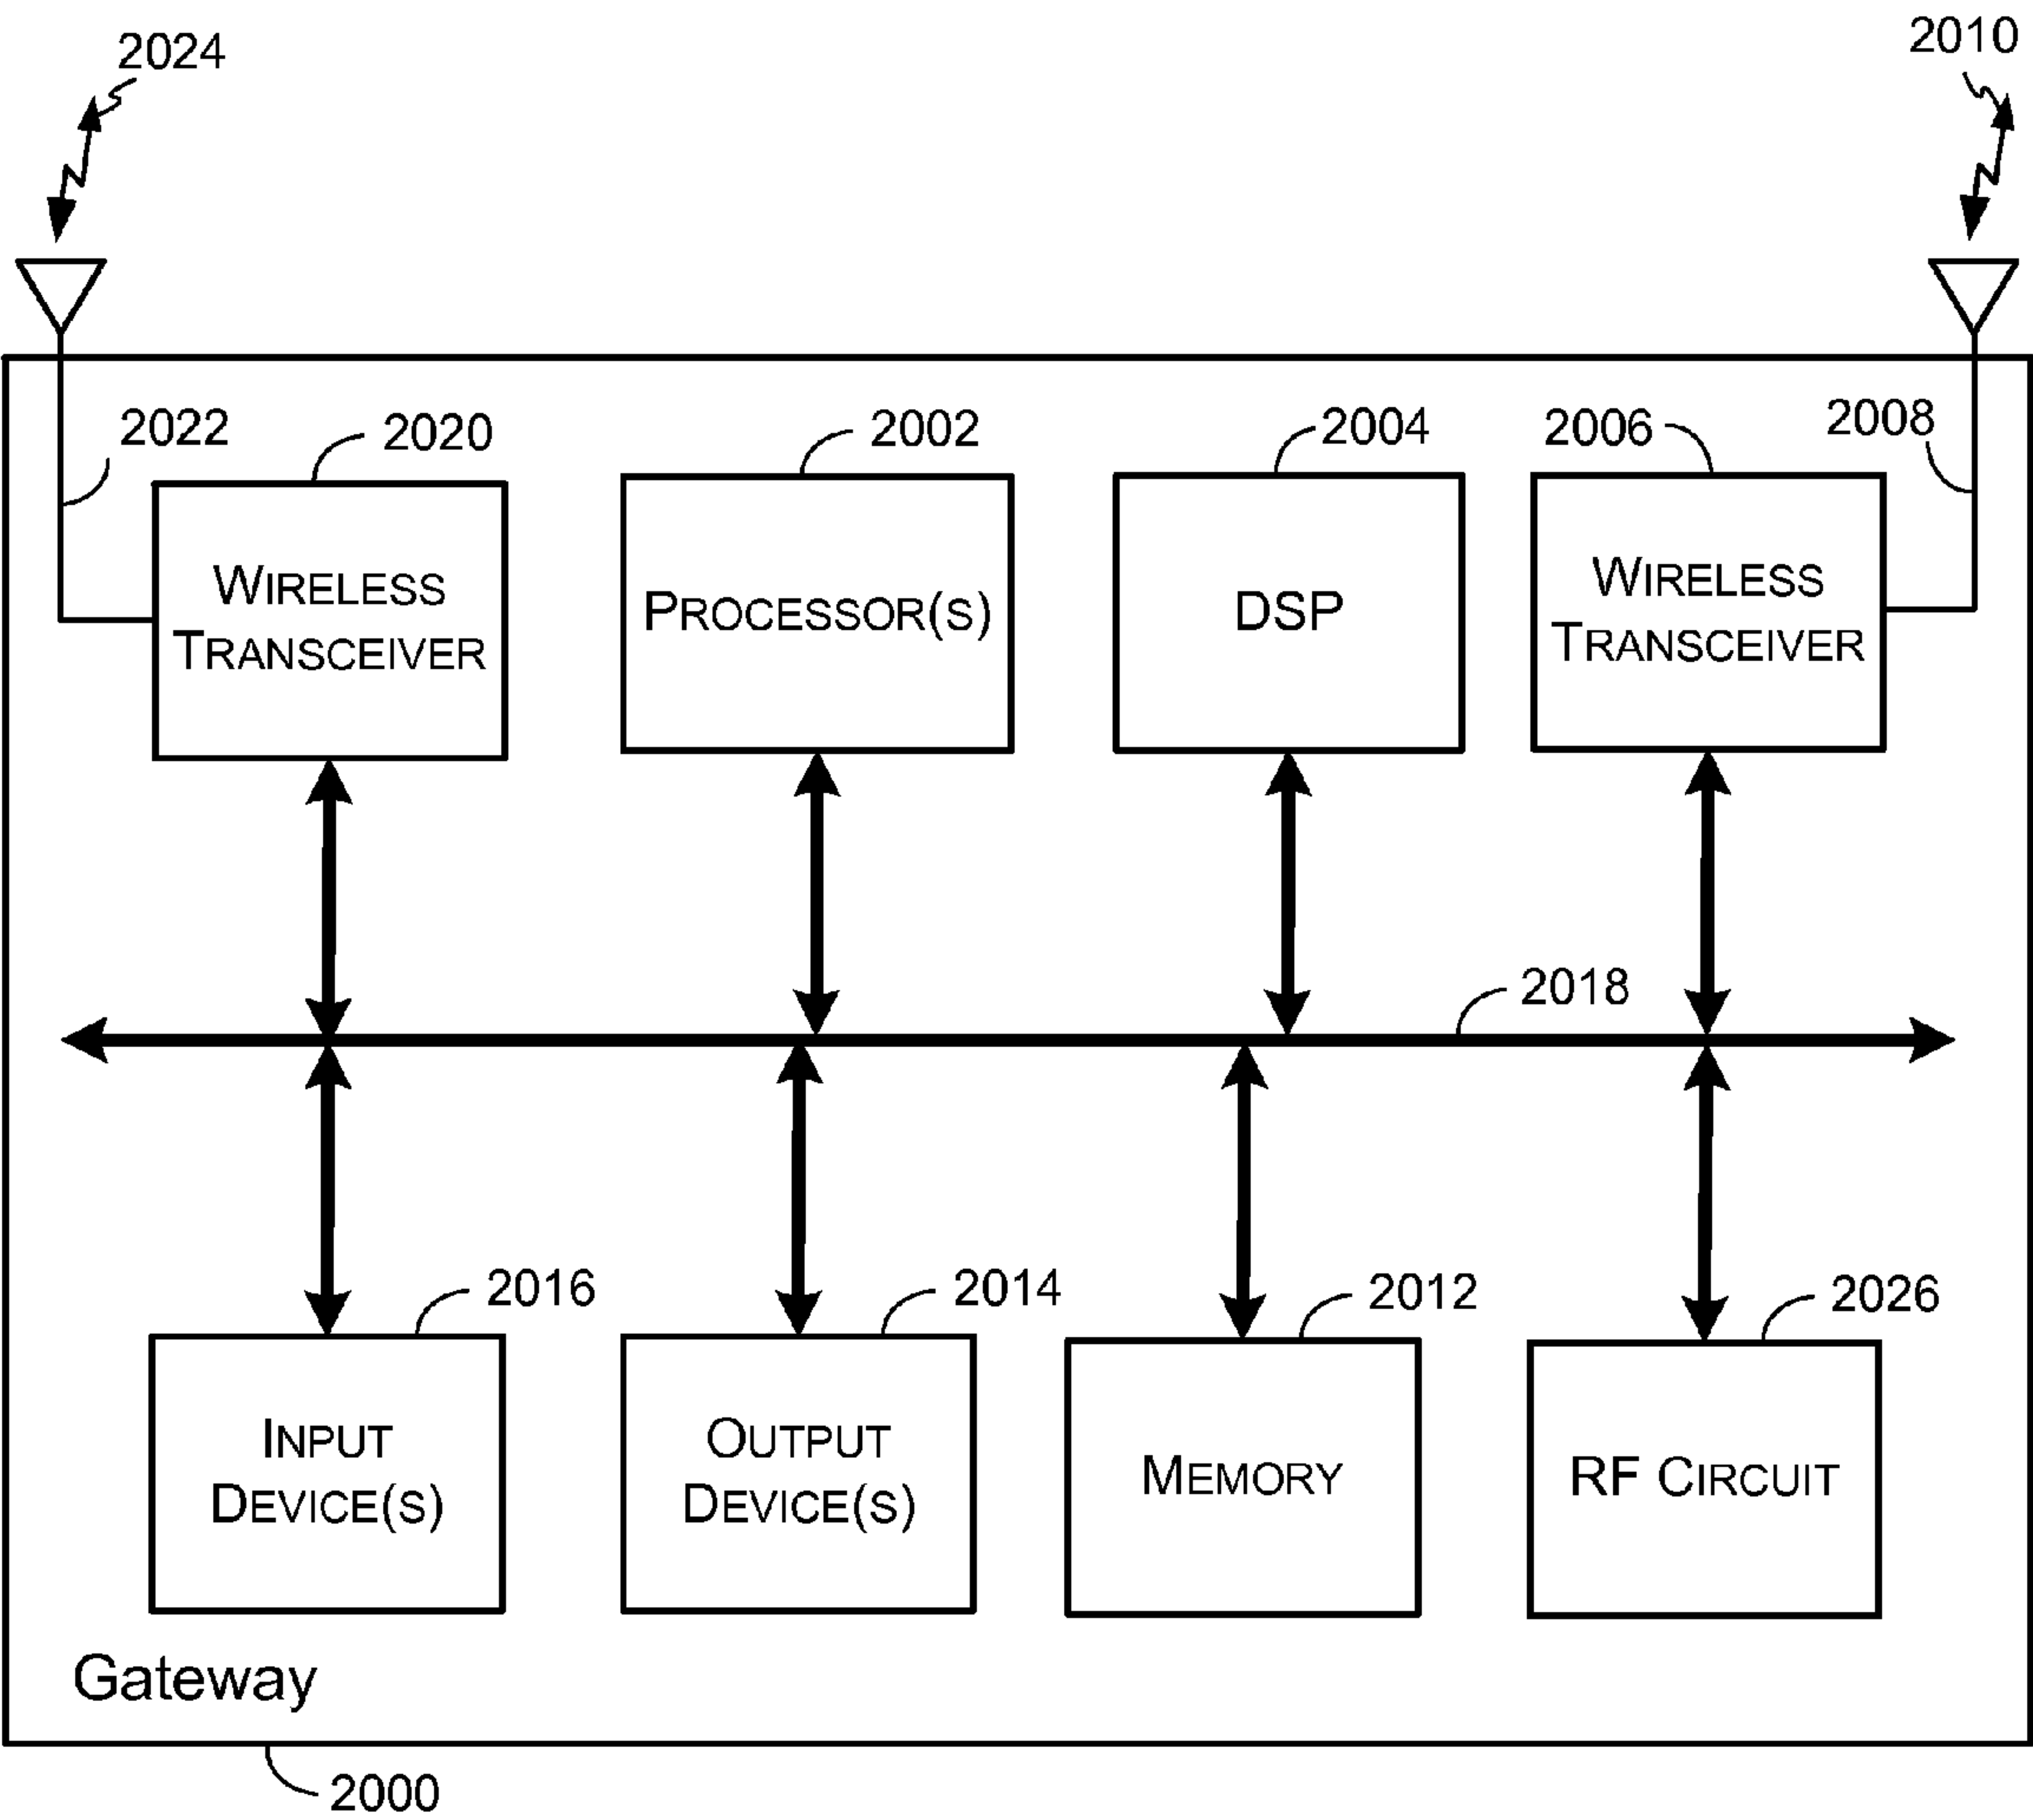 2024
2010
2022
2020
2002
2004
2006
2008
WIRELESS
TRANSCEIVER
PROCESSOR(S)
DSP
WIRELESS
TRANSCEIVER
2018
2016
2014
2012
2026
INPUT
DEVICE(S)
OUTPUT
DEVICE(S)
MEMORY
RF CIRCUIT
Gateway
2000